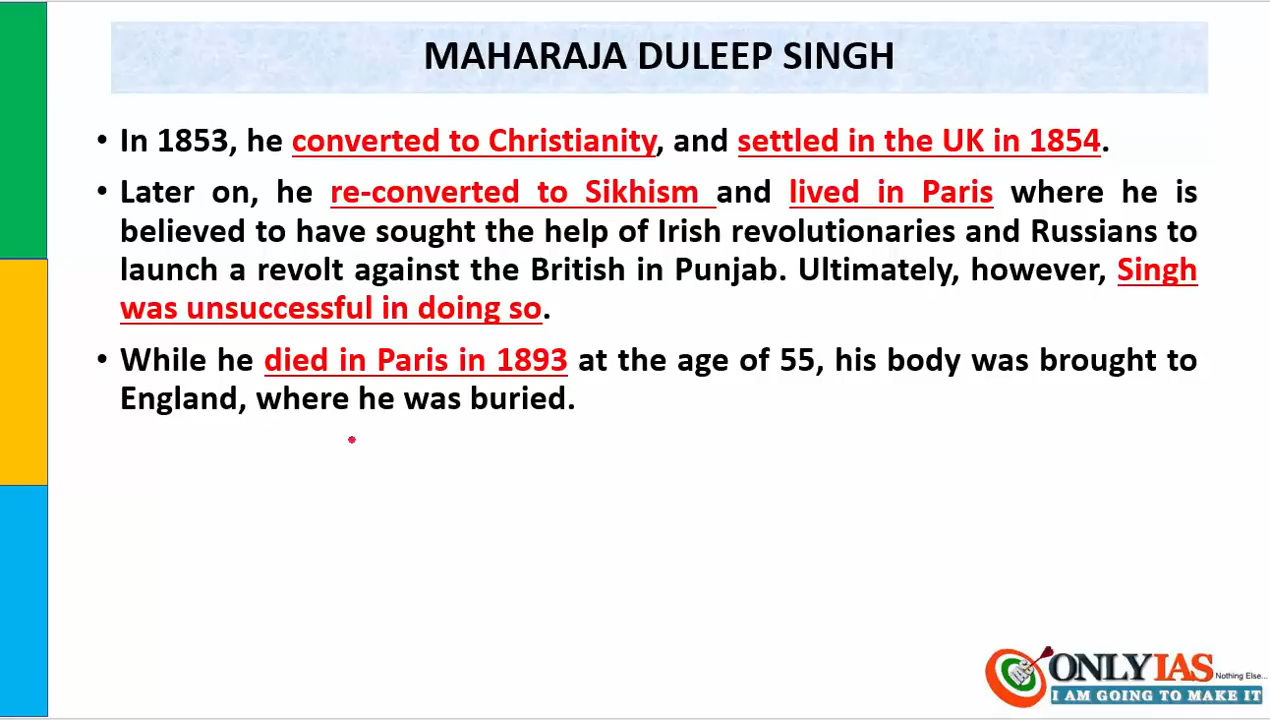 MAHARAJA DULEEP SINGH
• In 1853, he converted to Christianity, and settled in the UK in 1854.
• Later on, he re-converted to Sikhism and lived in Paris where he is
believed to have sought the help of Irish revolutionaries and Russians to
launch a revolt against the British in Punjab. Ultimately, however, Singh
was unsuccessful in doing so.
• While he died in Paris in 1893 at the age of 55, his body was brought to
England, where he was buried.
ONLYIAS Nothing Else...
I AM GOING TO MAKE IT